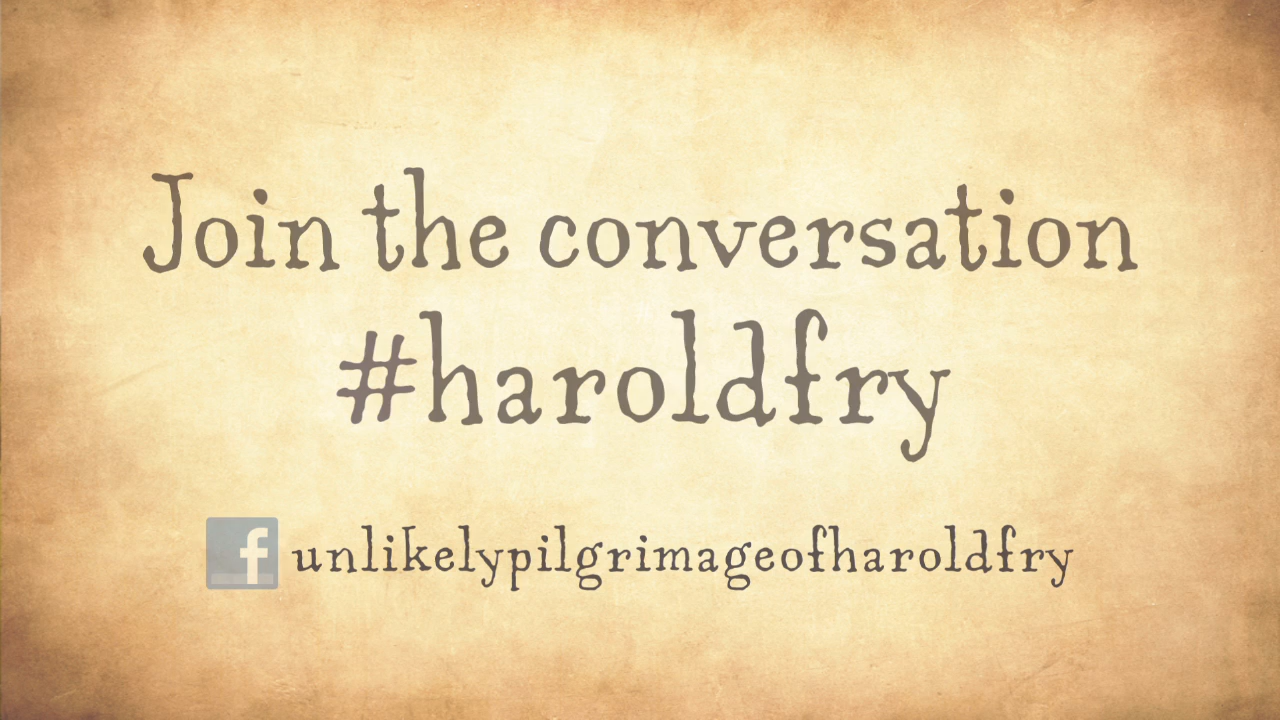 Join the conversation
#haroldfry
f unlikelypilgrimageofharoldfry